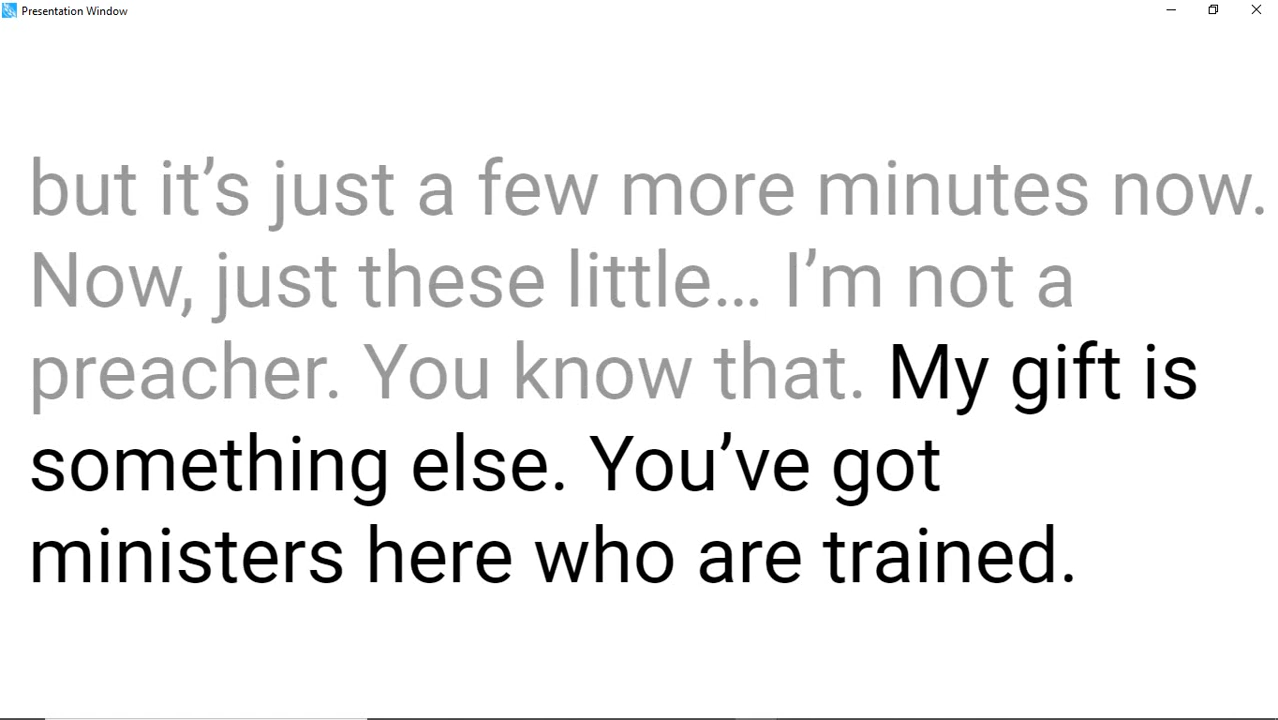 Presentation Window
but it’s just a few more minutes now.
Now, just these little… I’m not a
preacher. You know that. My gift is
something else. You’ve got
ministers here who are trained.